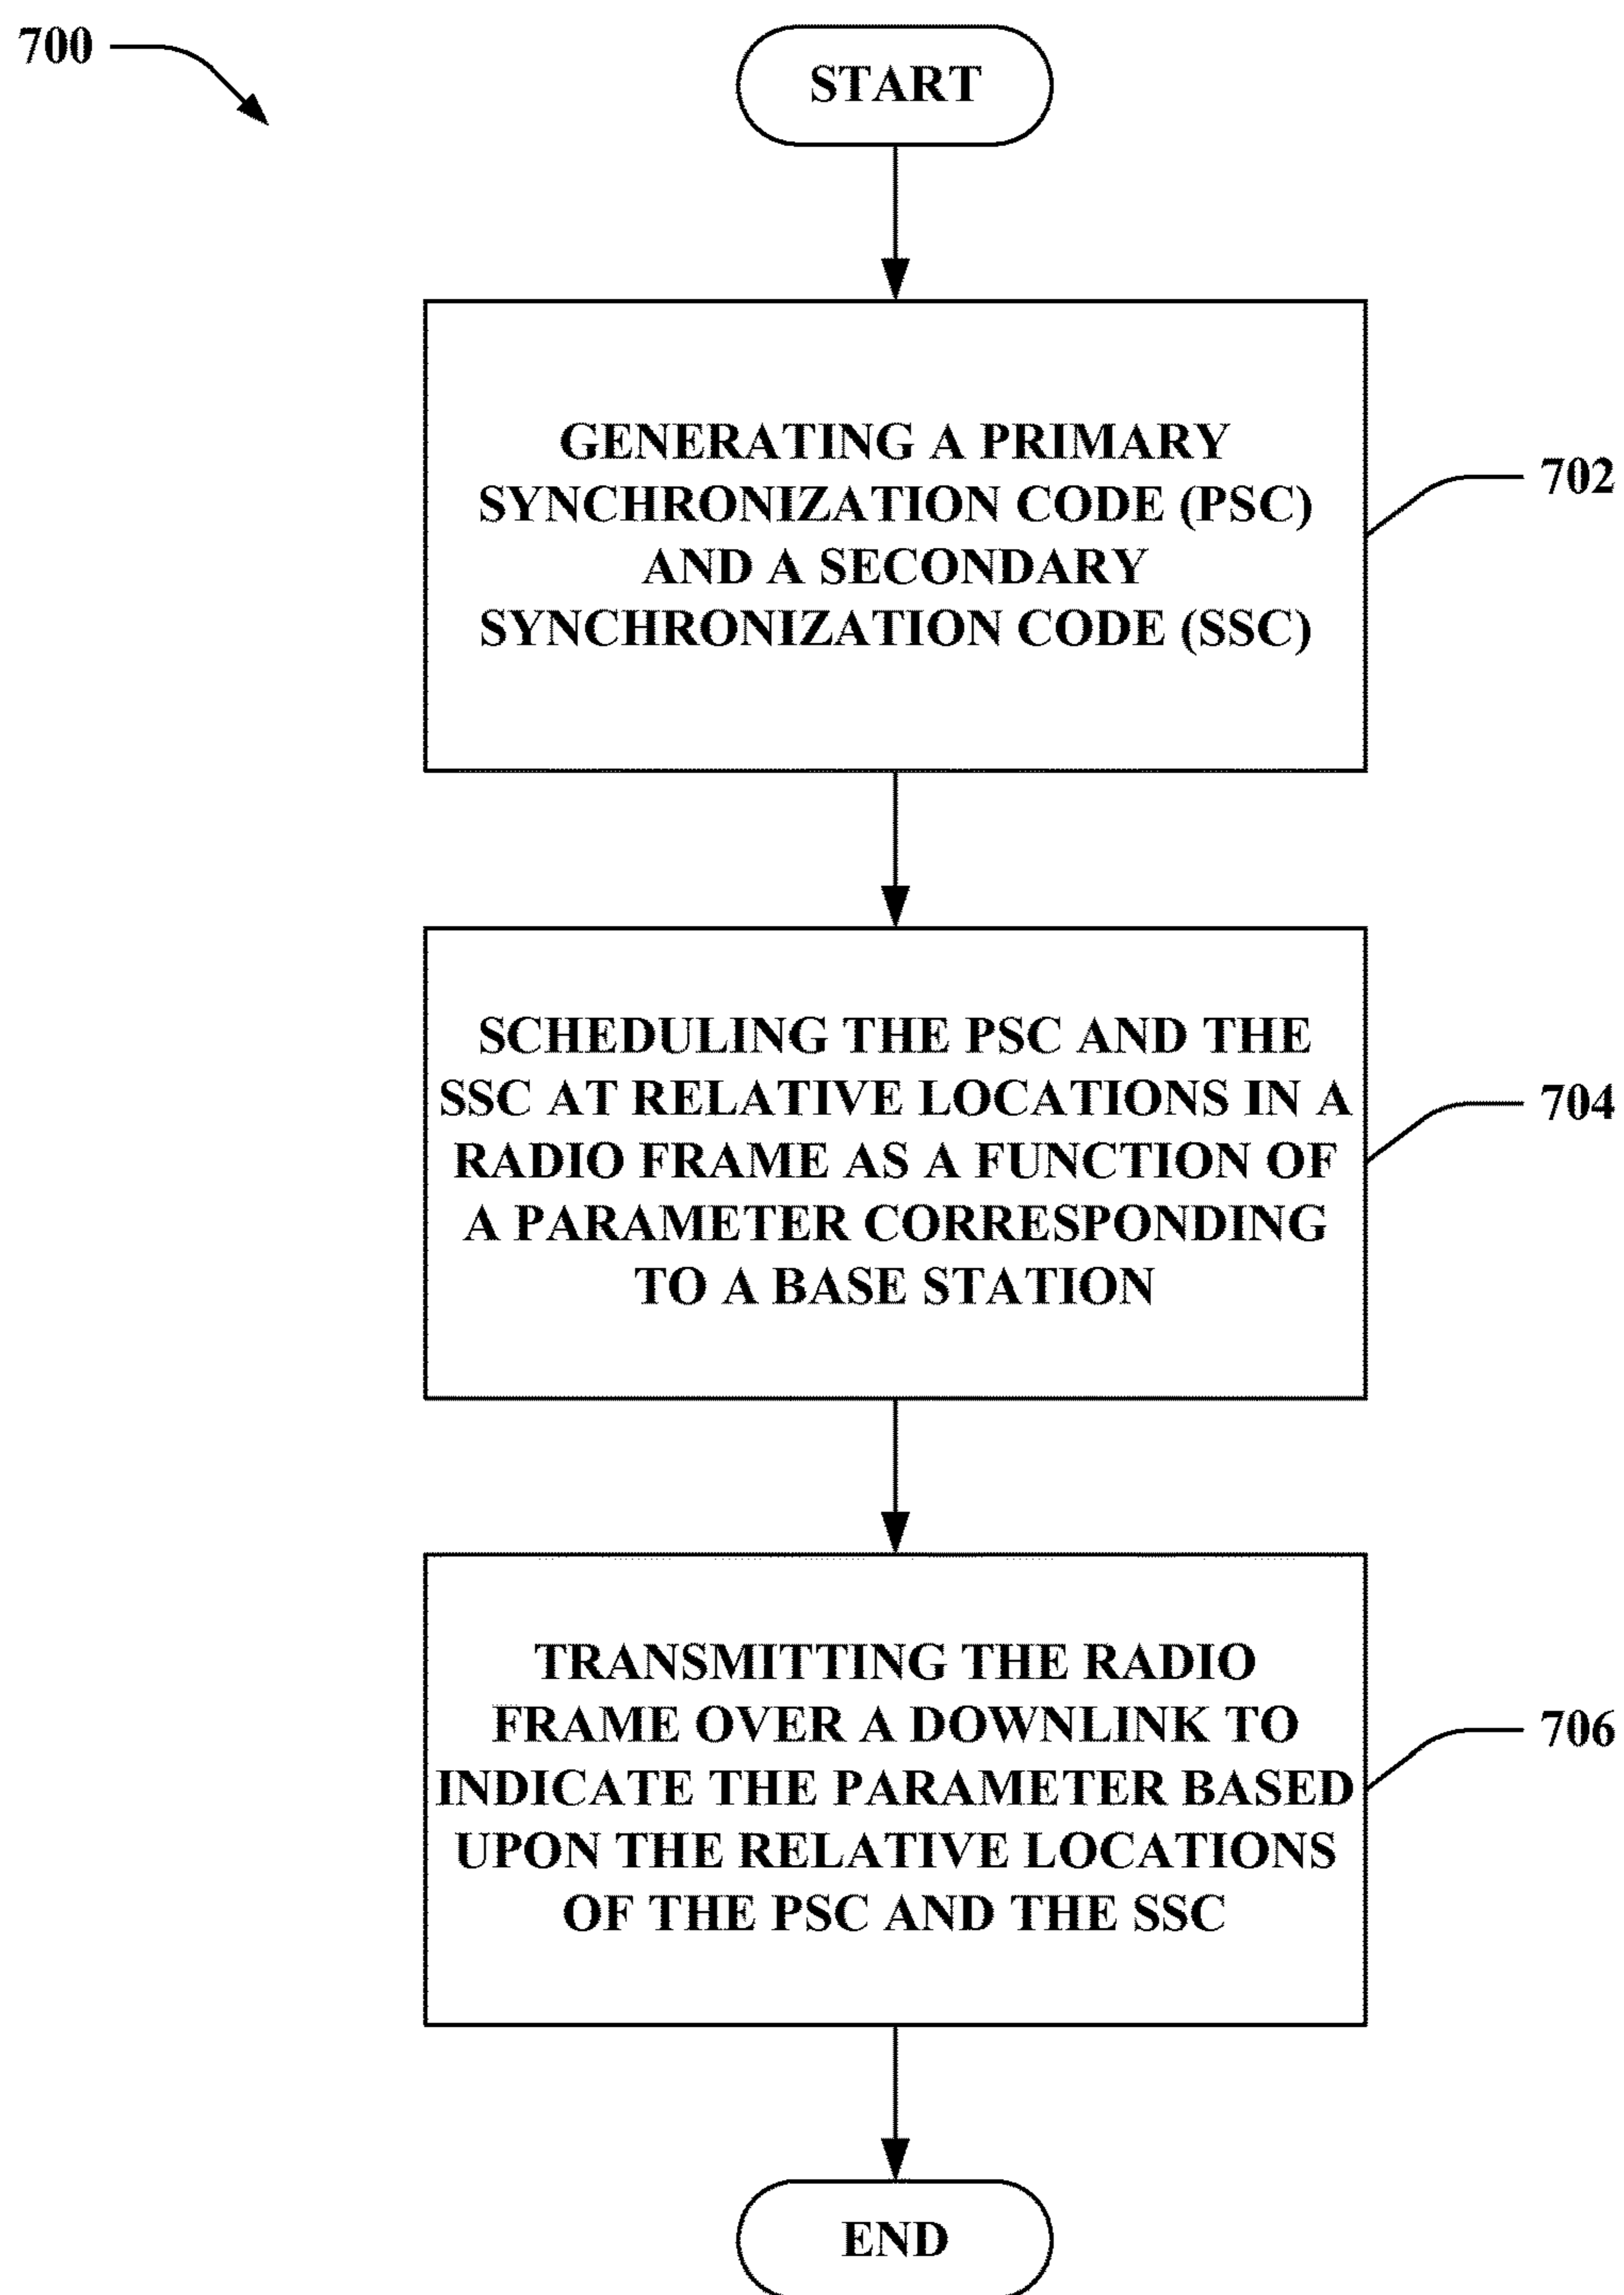 700
START
GENERATING A PRIMARY
SYNCHRONIZATION CODE (PSC)
AND A SECONDARY
SYNCHRONIZATION CODE (SSC)
702
SCHEDULING THE PSC AND THE
SSC AT RELATIVE LOCATIONS IN A
RADIO FRAME AS A FUNCTION OF
A PARAMETER CORRESPONDING
TO A BASE STATION
704
TRANSMITTING THE RADIO
FRAME OVER A DOWNLINK TO
INDICATE THE PARAMETER BASED
UPON THE RELATIVE LOCATIONS
OF THE PSC AND THE SSC
706
END